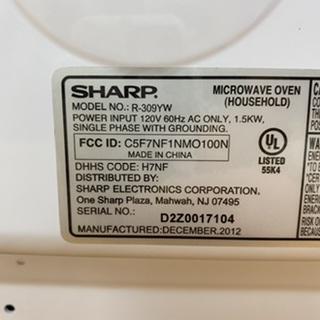 SHARP®
MICROWAVE OVEN
(HOUSEHOLD)
MODEL NO.: R-309YW
POWER INPUT 120V 60Hz AC ONLY, 1.5KW,
SINGLE PHASE WITH GROUNDING.
FCC ID: C5F7NF1NMO100N
MADE IN CHINA
UL
LISTED
55K4
DHHS CODE: H7NF
DISTRIBUTED BY:
SHARP ELECTRONICS CORPORATION.
One Sharp Plaza, Mahwah, NJ 07495
SERIAL NO.: D2Z0017104
MANUFACTURED: DECEMBER.2012